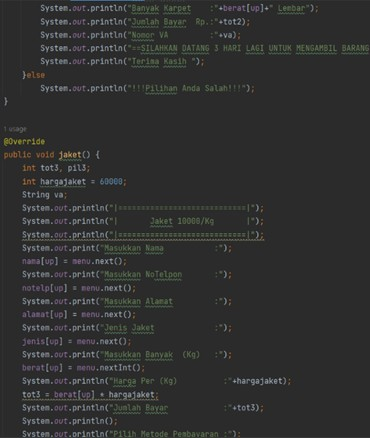 System.out.println("Banyak Karpet    :"+berat[up]+" Lembar");
System.out.println("Jumlah Bayar  Rp.:"+tot2);
System.out.println("Nomor VA         :"+va);
System.out.println("==SILAHKAN DATANG 3 HARI LAGI UNTUK MENGAMBIL BARANG
System.out.println("Terima Kasih ");
}else
System.out.println("!!!Pilihan Anda Salah!!!");
}
1 usage
@Override
public void jaket() {
int tot3, pil3;
int hargajaket = 60000;
String va;
System.out.println("|============================|");
System.out.println("|       Jaket 10000/Kg       |");
System.out.println("|============================|");
System.out.print("Masukkan Nama           :");
nama[up] = menu.next();
System.out.print("Masukkan NoTelpon       :");
notelp[up] = menu.next();
System.out.print("Masukkan Alamat         :");
alamat[up] = menu.next();
System.out.print("Jenis Jaket             :");
jenis[up] = menu.next();
System.out.print("Masukkan Banyak  (Kg)   :");
berat[up] = menu.nextInt();
System.out.println("Harga Per (Kg)          :"+hargajaket);
tot3 = berat[up] * hargajaket;
System.out.println("Jumlah Bayar            :"+tot3);
System.out.println();
System.out.println("Pilih Metode Pembayaran :");